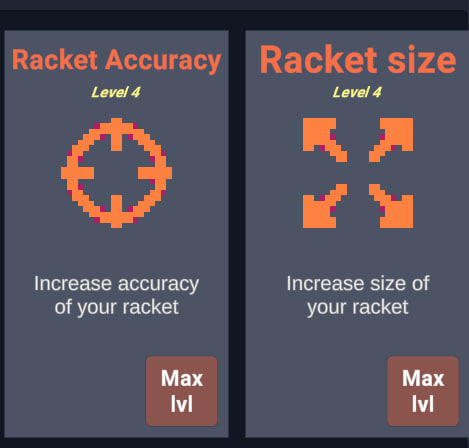 Racket Accuracy
Level 4
Increase accuracy
of your racket
Max
lvl
Racket size
Level 4
Increase size of
your racket
Max
lvl